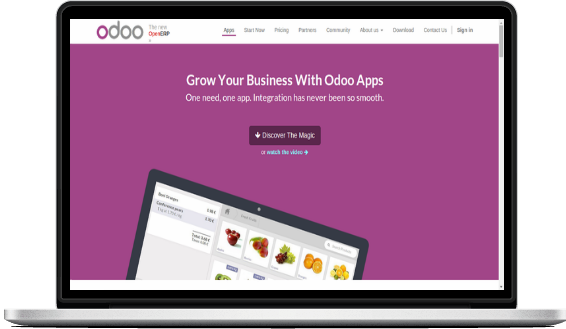 odoo
The new
OpenERP
Apps Start Now Pricing Partners Community About us Download Contact Us Sign in
Grow Your Business With Odoo Apps
One need, one app. Integration has never been so smooth.
Discover The Magic
or watch the video